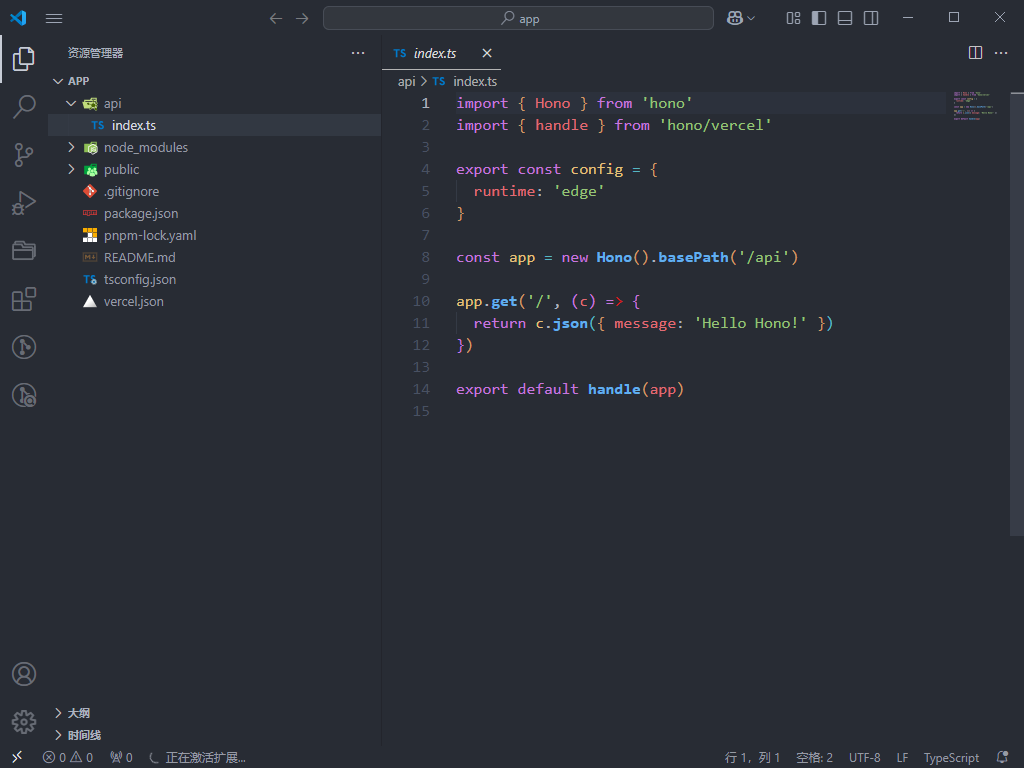 app
资源管理器
APP
api
TS index.ts
node_modules
public
.gitignore
package.json
pnpm-lock.yaml
README.md
TS tsconfig.json
vercel.json
大纲
时间线
TS index.ts
api > TS index.ts
1 import { Hono } from 'hono'
2 import { handle } from 'hono/vercel'
3
4 export const config = {
5 runtime: 'edge'
6 }
7
8 const app = new Hono().basePath('/api')
9
10 app.get('/', (c) => {
11 return c.json({ message: 'Hello Hono!' })
12 })
13
14 export default handle(app)
15
0 0 0 正在激活扩展... 行 1，列 1 空格: 2 UTF-8 LF TypeScript